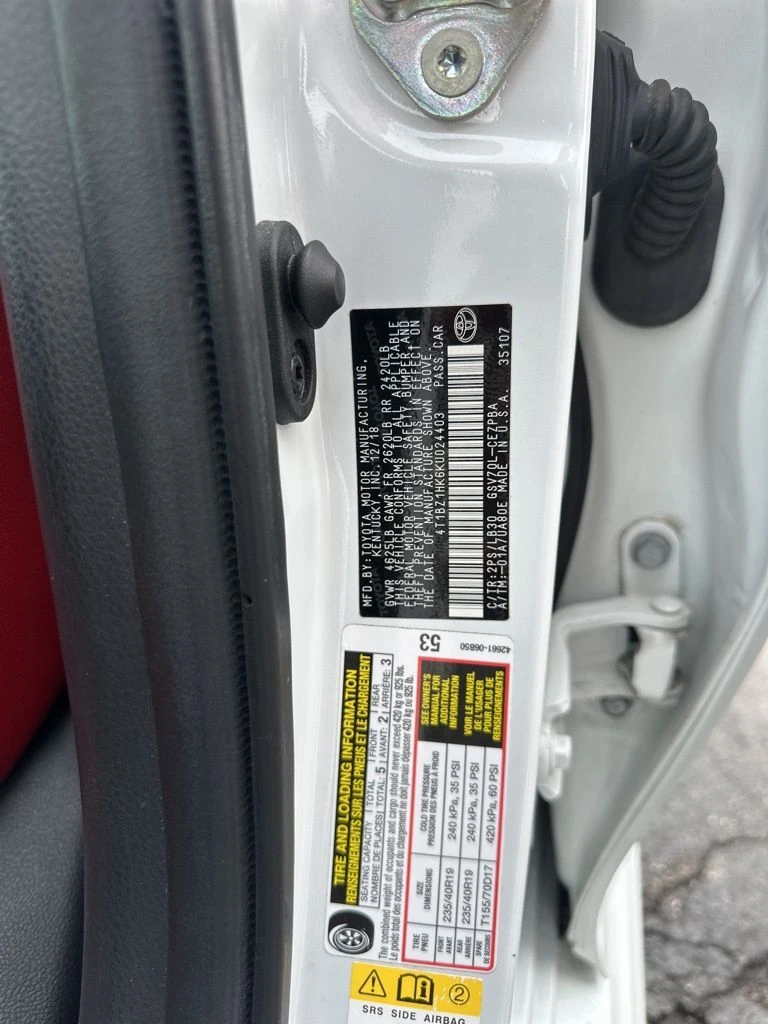 MFD.BY:TOYOTA MOTOR MANUFACTURING,
KENTUCKY, INC. 12/18
GVWR 4625LB GAWR FR 2620LB RR 2420LB
THIS VEHICLE CONFORMS TO ALL APPLICABLE
FEDERAL MOTOR VEHICLE SAFETY BUMPER, AND
THEFT PREVENTION STANDARDS IN EFFECT ON
THE DATE OF MANUFACTURE SHOWN ABOVE.
4T1BZ1HK6KU024403 PASS.CAR
C/TR:2PS/LB30 GSV70L-CEZPBA
A/TM:-01A/UA80E MADE IN U.S.A. 35107
TIRE AND LOADING INFORMATION
RENSEIGNEMENTS SUR LES PNEUS ET LE CHARGEMENT
SEATING CAPACITY | TOTAL | FRONT | REAR
NOMBRE DE PLACES | TOTAL: 5 | AVANT: 2 | ARRIÈRE: 3
The combined weight of occupants and cargo should never exceed 420 kg or 925 lbs.
Le poids total des occupants et du chargement ne doit jamais dépasser 420 kg ou 925 lb.
TIRE PNEU SIZE DIMENSIONS COLD TIRE PRESSURE PRESSION DES PNEUS À FROID
FRONT AVANT 235/40R19 240 kPa, 35 PSI
REAR ARRIÈRE 235/40R19 240 kPa, 35 PSI
SPARE DE SECOURS T155/70D17 420 kPa, 60 PSI
SEE OWNER'S
MANUAL FOR
ADDITIONAL
INFORMATION
VOIR LE MANUEL
DE L'USAGER
POUR PLUS DE
RENSEIGNEMENTS
53
42661-06B50
2
SRS SIDE AIRBAG